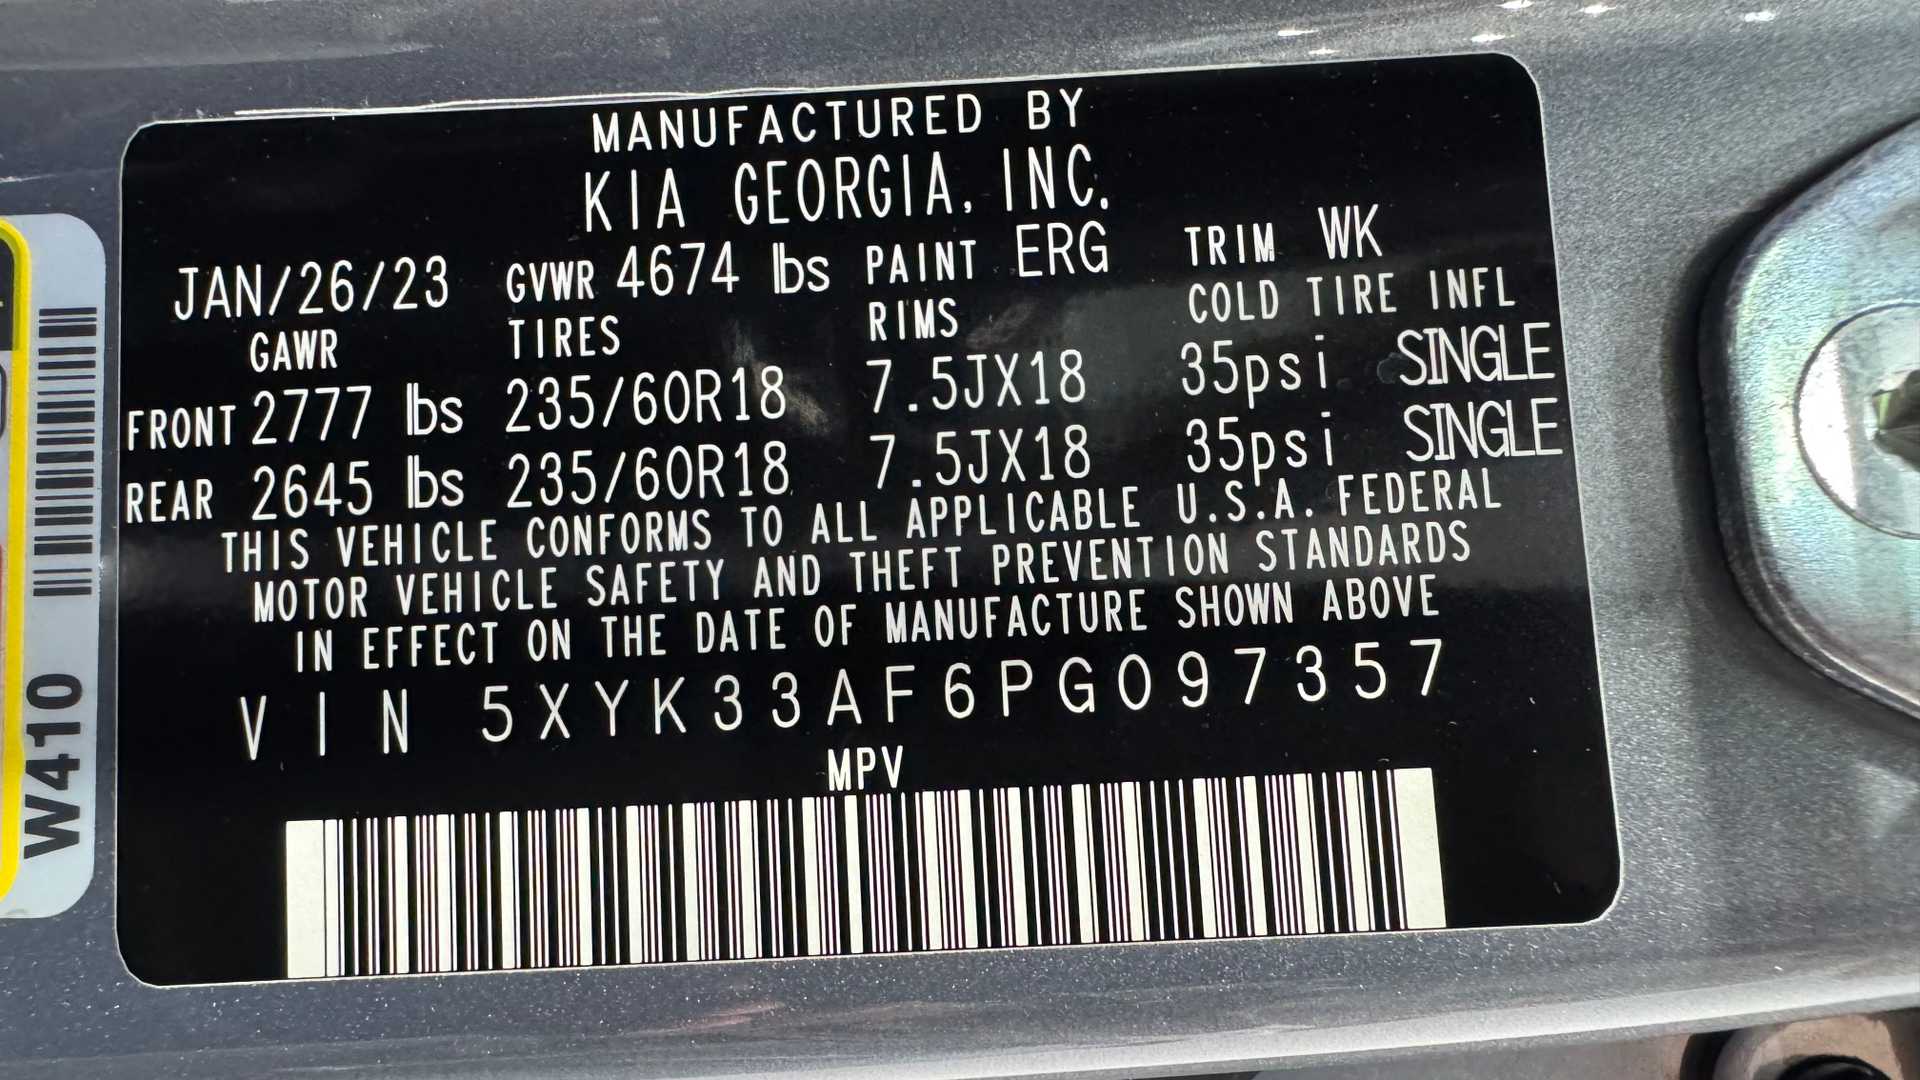 MANUFACTURED BY
KIA GEORGIA, INC.
JAN/26/23 GVWR 4674 lbs PAINT ERG TRIM WK
GAWR TIRES RIMS COLD TIRE INFL
FRONT 2777 lbs 235/60R18 7.5JX18 35psi SINGLE
REAR 2645 lbs 235/60R18 7.5JX18 35psi SINGLE
THIS VEHICLE CONFORMS TO ALL APPLICABLE U.S.A. FEDERAL
MOTOR VEHICLE SAFETY AND THEFT PREVENTION STANDARDS
IN EFFECT ON THE DATE OF MANUFACTURE SHOWN ABOVE
VIN 5XYK33AF6PG097357
MPV
W410